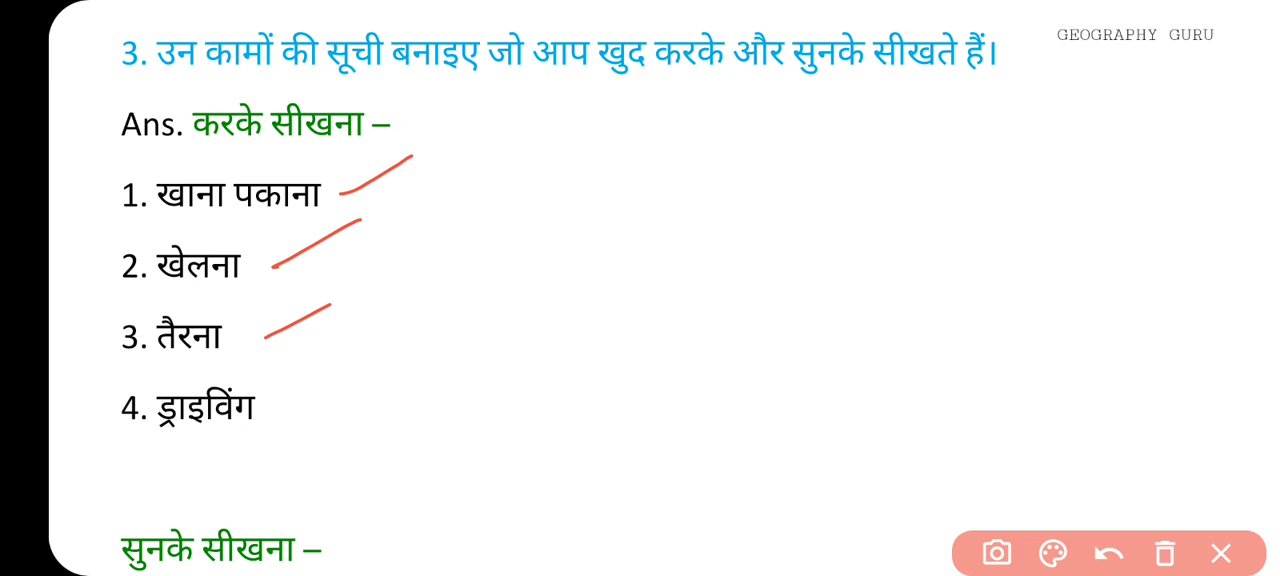 3. उन कामों की सूची बनाइए जो आप खुद करके और सुनके सीखते हैं।
GEOGRAPHY GURU
Ans. करके सीखना –
1. खाना पकाना
2. खेलना
3. तैरना
4. ड्राइविंग
सुनके सीखना –